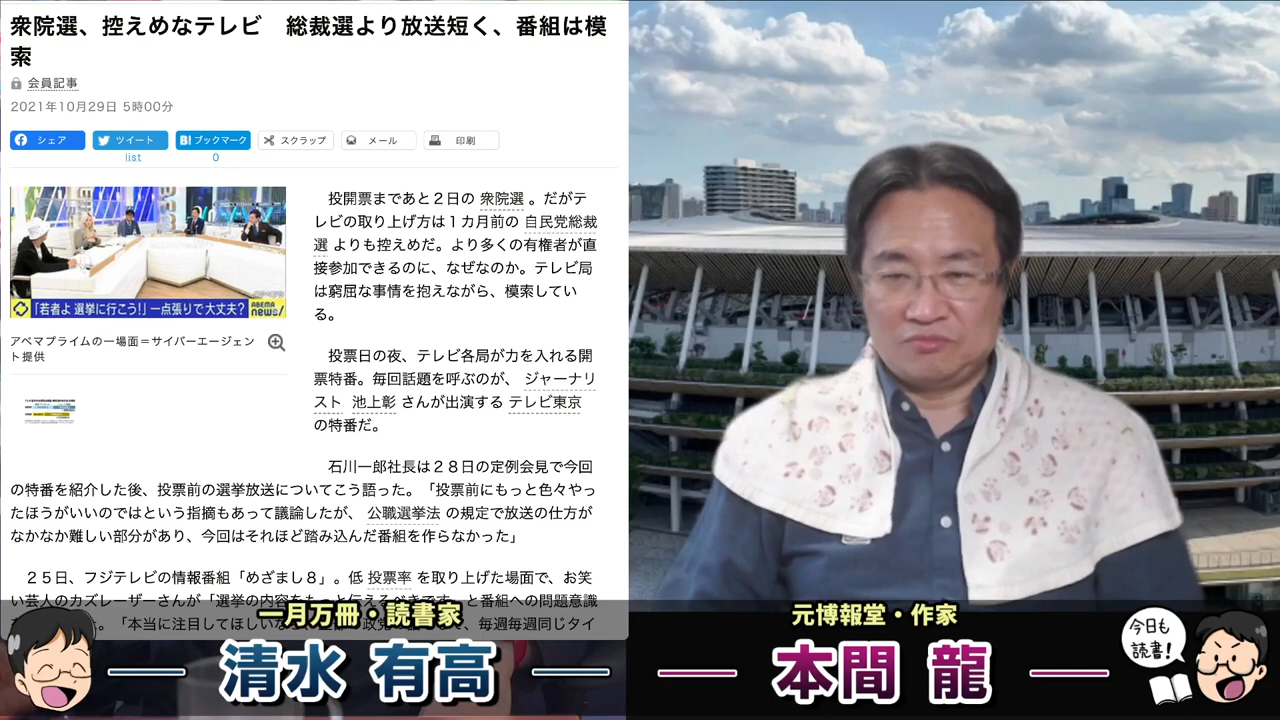 衆院選、控えめなテレビ　総裁選より放送短く、番組は模
索
会員記事
2021年10月29日 5時00分
シェア
ツイート
B!ブックマーク
スクラップ
メール
印刷
list
0
「若者よ 選挙に行こう!」一点張りで大丈夫?
ABEMA
news/
アベマプライムの一場面＝サイバーエージェン
ト提供
投開票まであと２日の 衆院選 。だがテ
レビの取り上げ方は１カ月前の 自民党総裁
選 よりも控えめだ。より多くの有権者が直
接参加できるのに、なぜなのか。テレビ局
は窮屈な事情を抱えながら、模索してい
る。
投票日の夜、テレビ各局が力を入れる開
票特番。毎回話題を呼ぶのが、 ジャーナリ
スト 池上彰 さんが出演する テレビ東京
の特番だ。
石川一郎社長は２８日の定例会見で今回
の特番を紹介した後、投票前の選挙放送についてこう語った。「投票前にもっと色々やっ
たほうがいいのではという指摘もあって議論したが、 公職選挙法 の規定で放送の仕方が
なかなか難しい部分があり、今回はそれほど踏み込んだ番組を作らなかった」
２５日、フジテレビの情報番組「めざまし８」。低 投票率 を取り上げた場面で、お笑
い芸人のカズレーザーさんが「選挙の内容をもっと伝えるべきです」と番組への問題意識
た。「本当に注目してほしいな
、毎週毎週同じタイ
一月万冊・読書家
清水 有高
元博報堂・作家
本間 龍
今日も
読書!